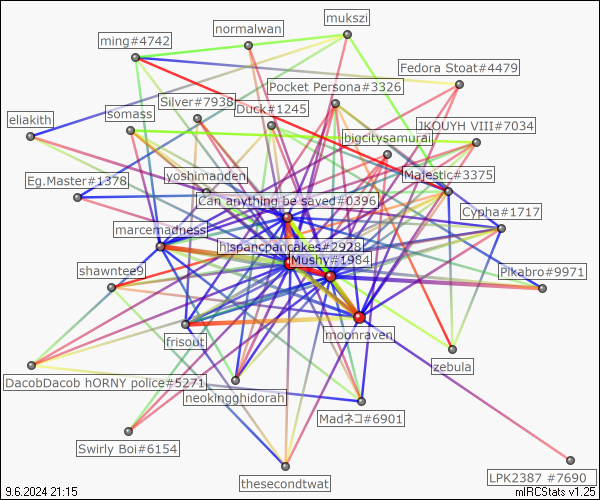 mukszi
normalwan
ming#4742
Fedora Stoat#4479
Pocket Persona#3326
Silver#7938
Duck#1245
somass
eliakith
JKOUYH VIII#7034
bigcitysamurai
Majestic#3375
yoshimanden
Eg.Master#1378
Can anything be saved#0396
Cypha#1717
marcemadness
hispancpancakes#2928
Mushy#1984
shawntee9
Pikabro#9971
frisout
moonraven
zebula
DacobDacob hORNY police#5271
neokingghidorah
Madネコ#6901
Swirly Boi#6154
thesecondtwat
LPK2387 #7690
9.6.2024 21:15
mIRCStats v1.25